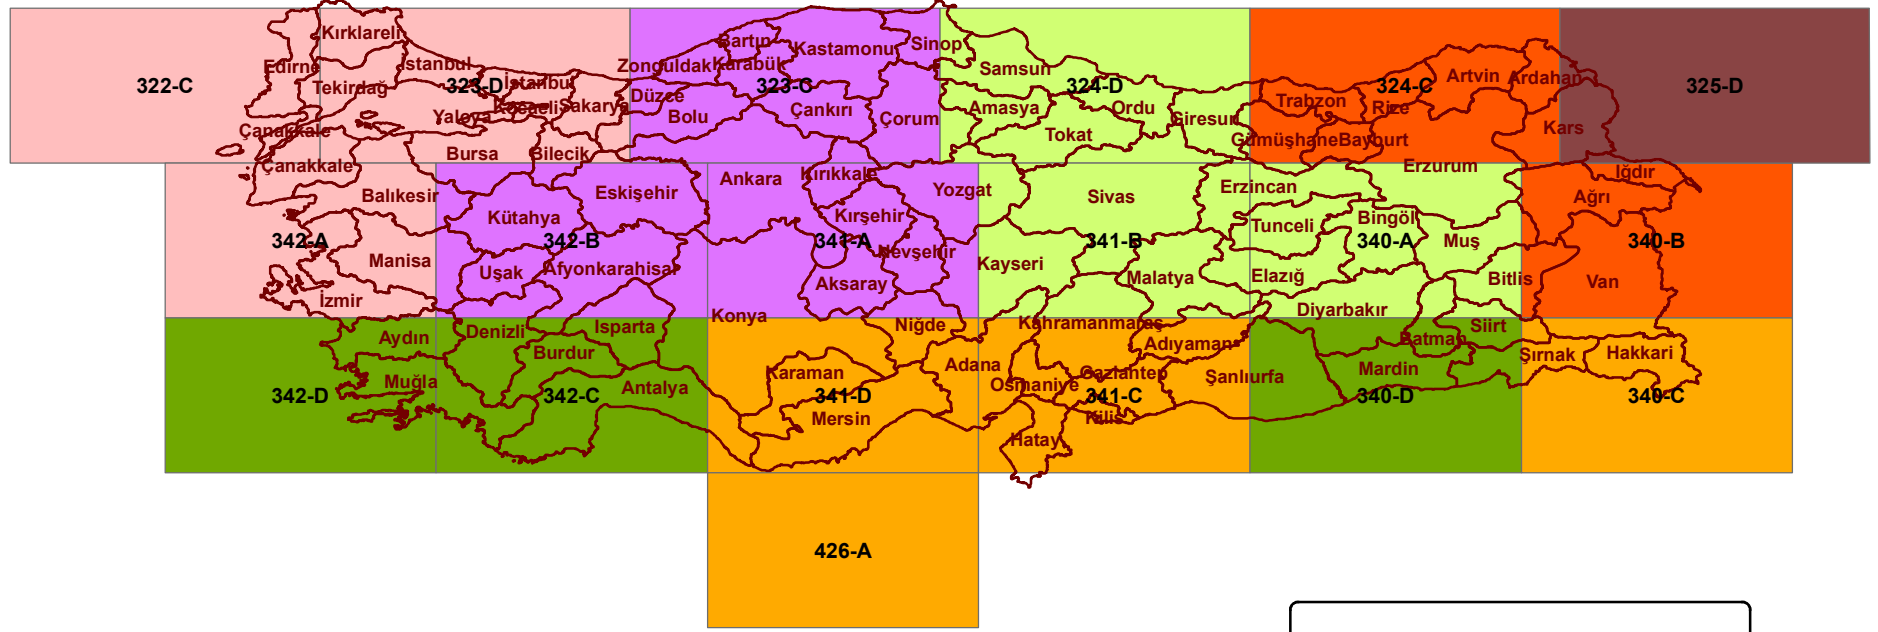 Kırklareli
Edirne
İstanbul
322-C
Tekirdağ
323-D
İstanbul
Kocaeli
Sakarya
Yalova
Çanakkale
Çanakkale
Bursa
Bilecik
Bartın
Kastamonu
Sinop
Zonguldak
Karabük
323-C
Düzce
Bolu
Çankırı
Çorum
Samsun
324-D
Amasya
Ordu
Tokat
Giresun
324-C
Artvin
Ardahan
325-D
Trabzon
Rize
Gümüşhane
Bayburt
Kars
Erzurum
Iğdır
Balıkesir
342-A
Manisa
İzmir
Eskişehir
Kütahya
342-B
Uşak
Afyonkarahisar
Ankara
Kırıkkale
Yozgat
Kırşehir
341-A
Nevşehir
Aksaray
Konya
Sivas
341-B
Kayseri
Malatya
Erzincan
Tunceli
Bingöl
340-A
Muş
Elazığ
Bitlis
Diyarbakır
Ağrı
340-B
Van
Aydın
Muğla
342-D
Denizli
Isparta
Burdur
342-C
Antalya
Niğde
Karaman
Adana
341-D
Mersin
Kahramanmaraş
Adıyaman
Osmaniye
Gaziantep
Şanlıurfa
341-C
Kilis
Hatay
Siirt
Batman
Mardin
340-D
Şırnak
Hakkari
340-C
426-A